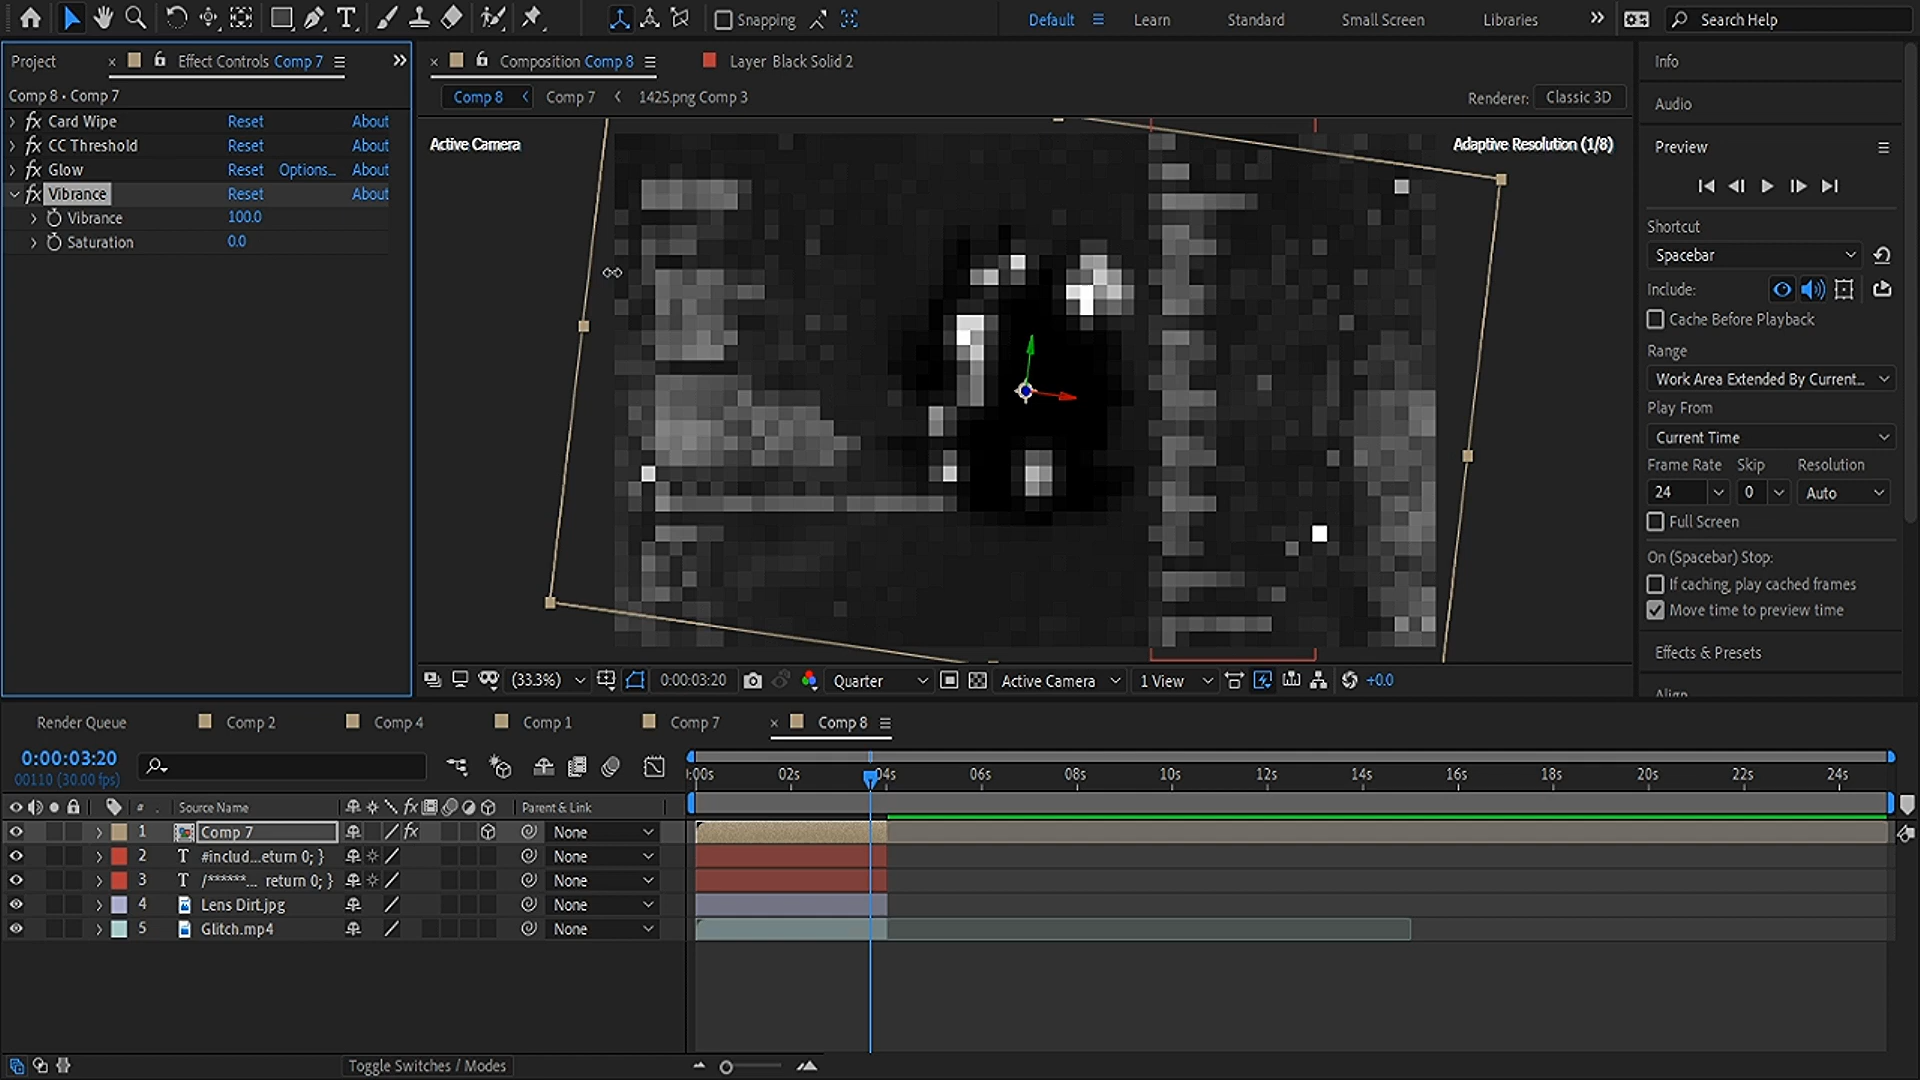 Snapping
Default
Learn
Standard
Small Screen
Libraries
Search Help
Project
Effect Controls Comp 7
Composition Comp 8
Layer Black Solid 2
Comp 8 • Comp 7
Comp 8
Comp 7
1425.png Comp 3
Renderer:
Classic 3D
Card Wipe Reset About
CC Threshold Reset About
Glow Reset Options... About
Vibrance Reset About
Vibrance 100.0
Saturation 0.0
Active Camera
Adaptive Resolution (1/8)
Info
Audio
Preview
Shortcut
Spacebar
Include:
Cache Before Playback
Range
Work Area Extended By Current...
Play From
Current Time
Frame Rate Skip Resolution
24 0 Auto
Full Screen
On (Spacebar) Stop:
If caching, play cached frames
Move time to preview time
Effects & Presets
Align
(33.3%) 0:00:03:20 Quarter Active Camera 1 View +0.0
Render Queue
Comp 2
Comp 4
Comp 1
Comp 7
Comp 8
0:00:03:20
00110 (30.00 fps)
:00s 02s 04s 06s 08s 10s 12s 14s 16s 18s 20s 22s 24s
# Source Name fx Parent & Link
1 Comp 7 fx None
2 T #includ...eturn 0; } None
3 T /******... return 0; } None
4 Lens Dirt.jpg None
5 Glitch.mp4 None
Toggle Switches / Modes